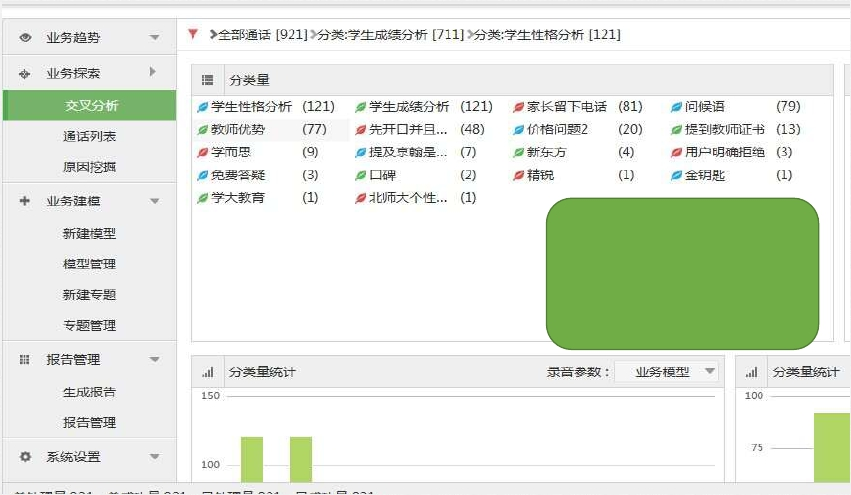 业务趋势
业务探索
交叉分析
通话列表
原因挖掘
业务建模
新建模型
模型管理
新建专题
专题管理
报告管理
生成报告
报告管理
系统设置
全部通话 [921]>分类:学生成绩分析 [711]>分类:学生性格分析 [121]
分类量
学生性格分析 (121) 学生成绩分析 (121) 家长留下电话 (81) 问候语 (79)
教师优势 (77) 先开口并且... (48) 价格问题2 (20) 提到教师证书 (13)
学而思 (9) 提及京翰是... (7) 新东方 (4) 用户明确拒绝 (3)
免费答疑 (3) 口碑 (2) 精锐 (1) 金钥匙 (1)
学大教育 (1) 北师大个性... (1)
分类量统计 录音参数： 业务模型
150
100
分类量统计
100
75